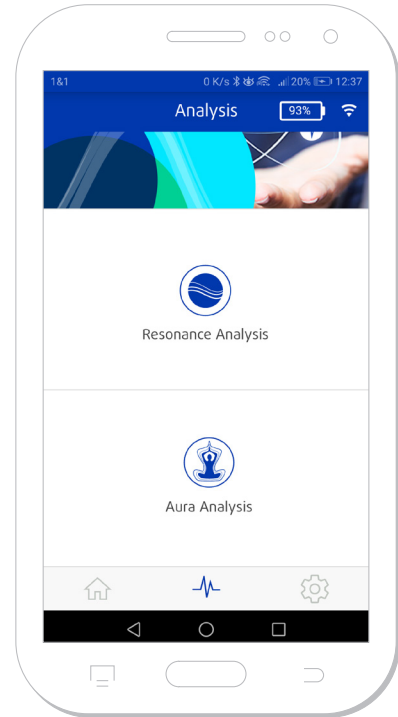 1&1 0 K/s 20% 12:37
Analysis 93%
Resonance Analysis
Aura Analysis